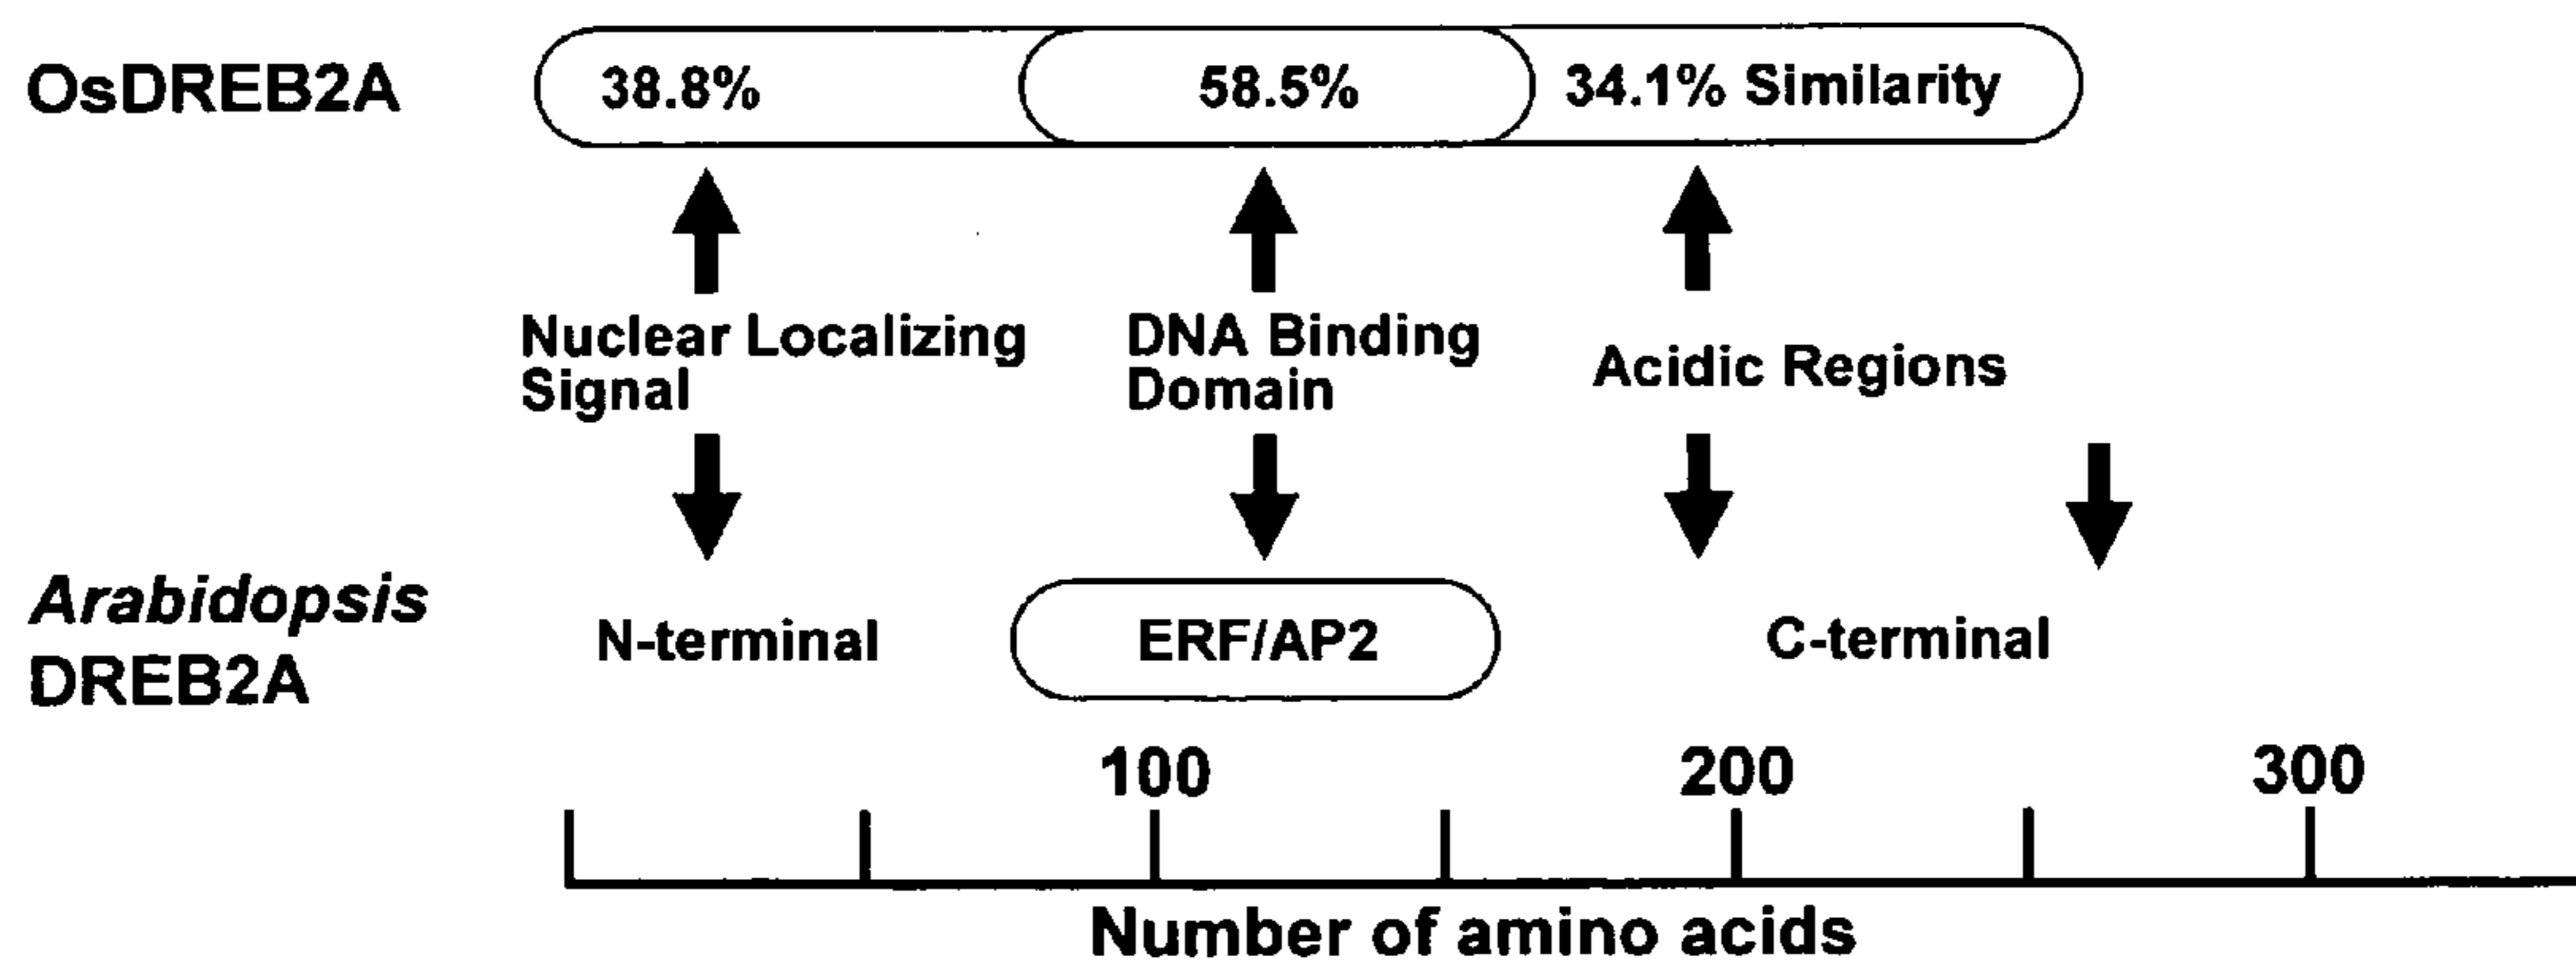 OsDREB2A
38.8%
58.5%
34.1% Similarity
Nuclear Localizing
Signal
DNA Binding
Domain
Acidic Regions
Arabidopsis
DREB2A
N-terminal
ERF/AP2
C-terminal
100
200
300
Number of amino acids